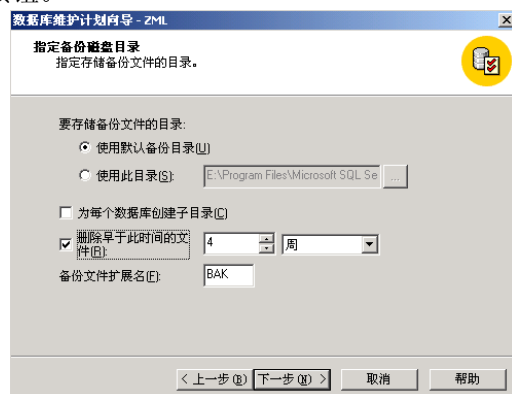 数据库维护计划向导 - ZML
指定备份磁盘目录
指定存储备份文件的目录。
要存储备份文件的目录:
使用默认备份目录(U)
使用此目录(S): E:\Program Files\Microsoft SQL Se ...
为每个数据库创建子目录(C)
删除早于此时间的文 4 周
件(R):
备份文件扩展名(F): BAK
< 上一步(B) 下一步(N) > 取消 帮助